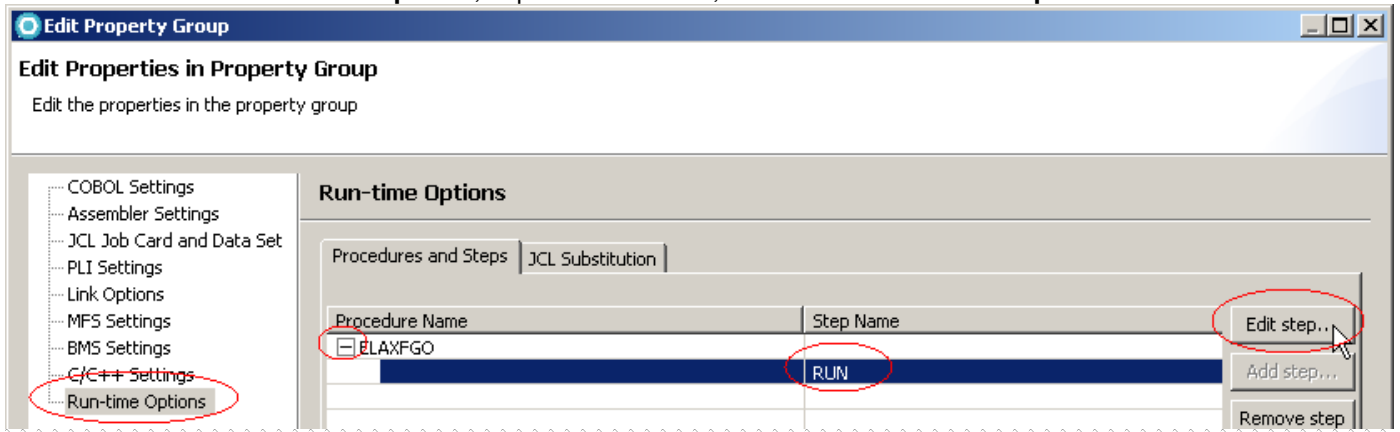 Edit Property Group
Edit Properties in Property Group
Edit the properties in the property group
COBOL Settings
Assembler Settings
JCL Job Card and Data Set
PLI Settings
Link Options
MFS Settings
BMS Settings
C/C++ Settings
Run-time Options
Run-time Options
Procedures and Steps
JCL Substitution
Procedure Name
Step Name
ELAXFGO
RUN
Edit step...
Add step...
Remove step